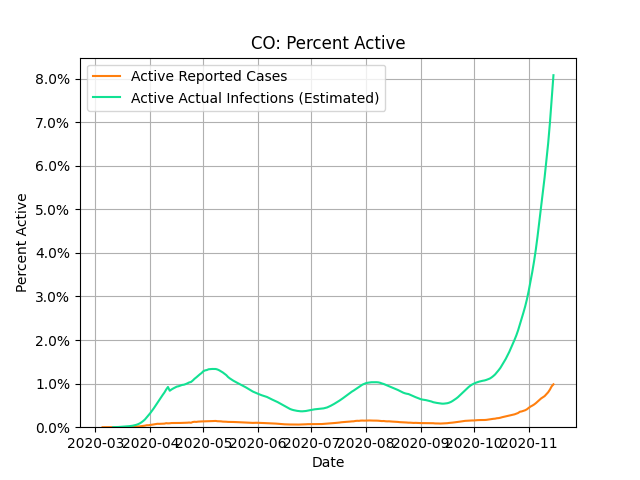 CO: Percent Active
Active Reported Cases
Active Actual Infections (Estimated)
8.0%
7.0%
6.0%
5.0%
4.0%
3.0%
2.0%
1.0%
0.0%
Percent Active
2020-03 2020-04 2020-05 2020-06 2020-07 2020-08 2020-09 2020-10 2020-11
Date